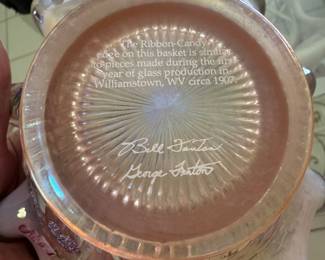 The Ribbon-Candy
edge on this basket is similar
to pieces made during the first
year of glass production in
Williamstown, WV circa 1907.
Bill Fenton
George Fenton